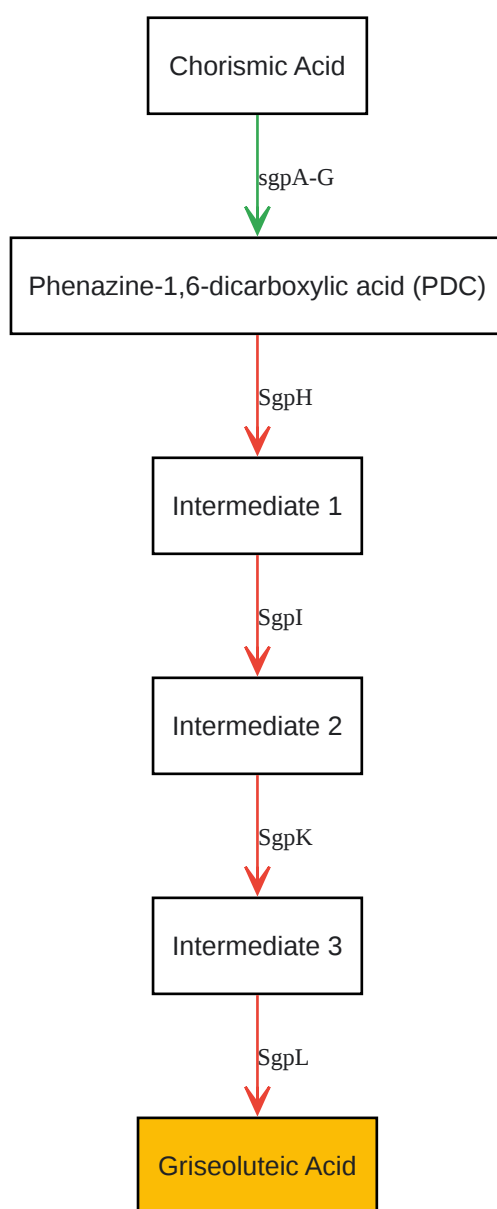 Chorismic Acid
sgpA-G
Phenazine-1,6-dicarboxylic acid (PDC)
SgpH
Intermediate 1
SgpI
Intermediate 2
SgpK
Intermediate 3
SgpL
Griseoluteic Acid